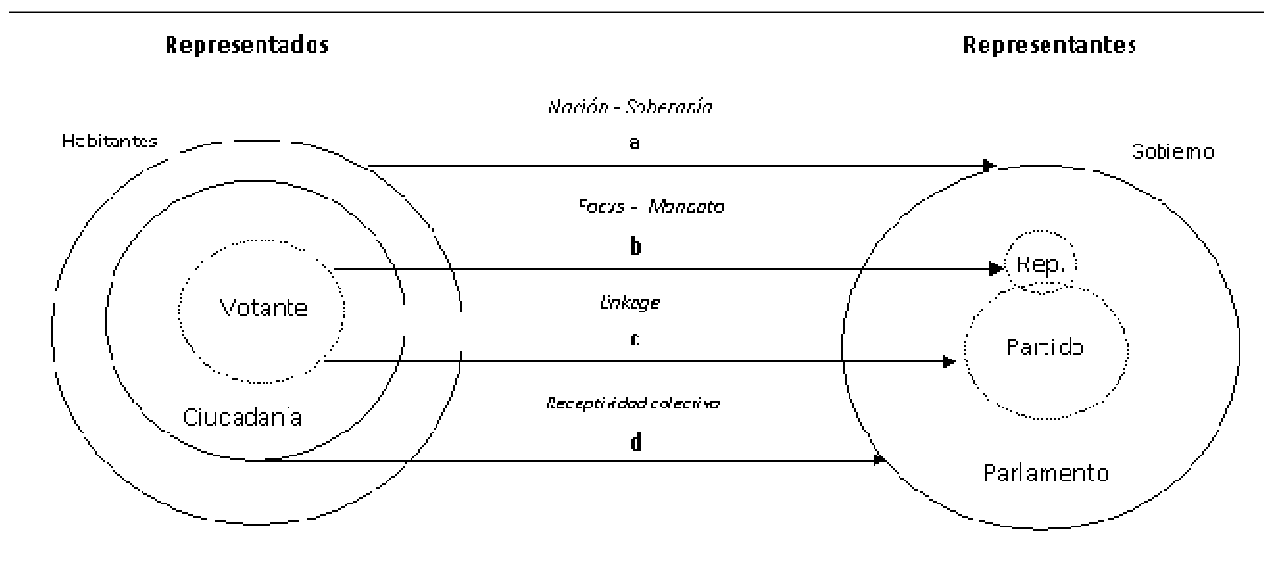 Representados
Representantes
Nación - Soberanía
Habitantes
a
Gobierno
Focus - Mandato
b
Rep.
Linkage
Votante
c
Partido
Receptividad colectiva
Ciudadanía
d
Parlamento